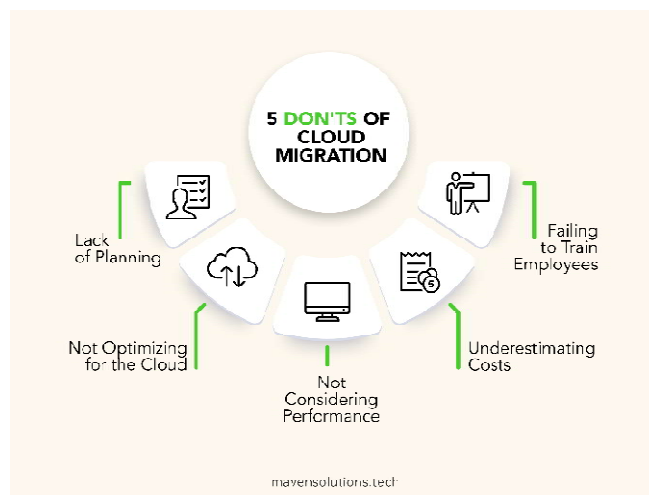 5 DON'TS OF
CLOUD
MIGRATION
Lack
of Planning
Not Optimizing
for the Cloud
Not
Considering
Performance
Underestimating
Costs
Failing
to Train
Employees
mavensolutions.tech